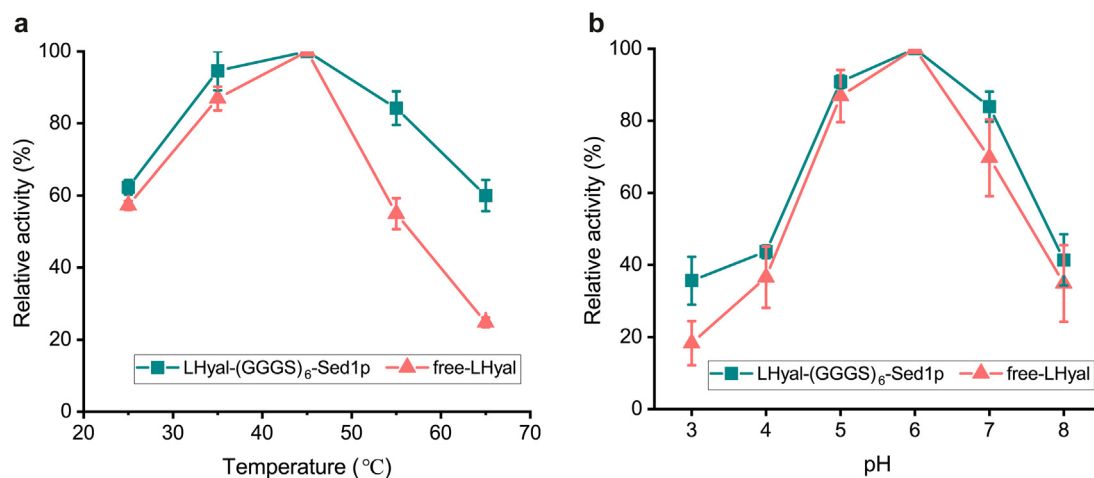 a
Relative activity (%)
100
80
60
40
20
0
LHyal-(GGGS)₆-Sed1p free-LHyal
20 30 40 50 60 70
Temperature (℃)
b
Relative activity (%)
100
80
60
40
20
0
LHyal-(GGGS)₆-Sed1p free-LHyal
3 4 5 6 7 8
pH